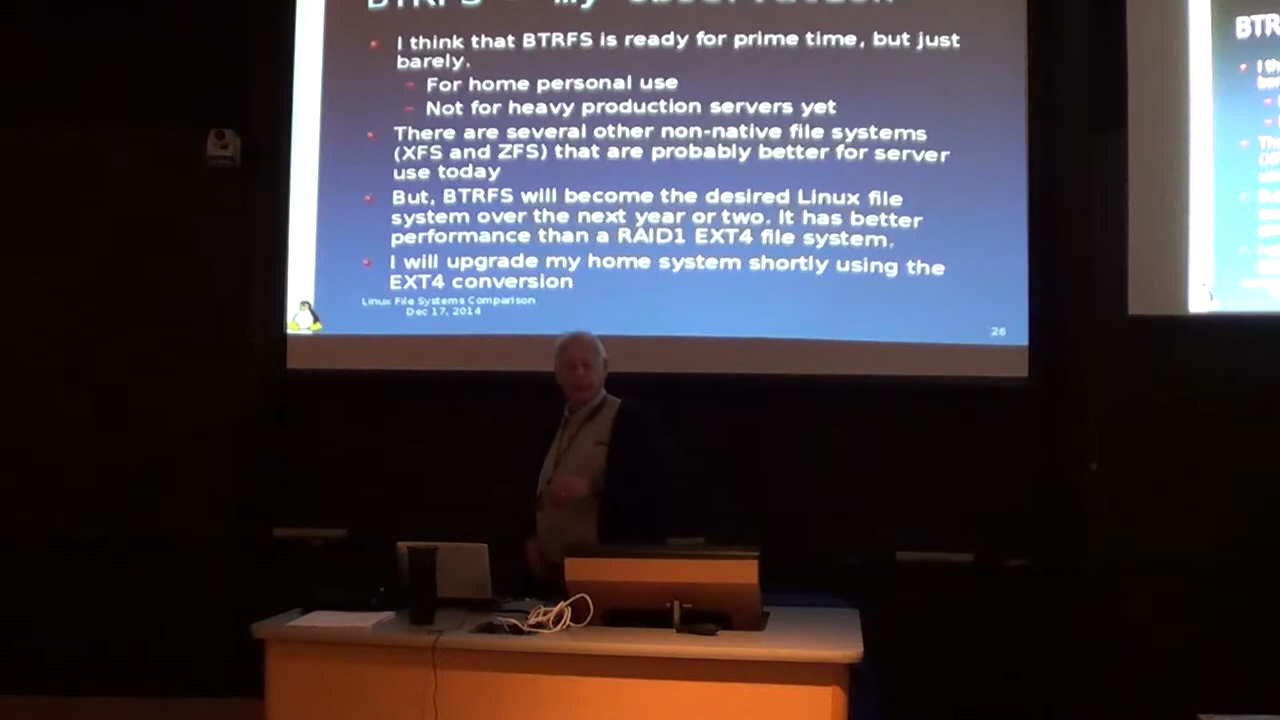 BTRFS - My Observation
I think that BTRFS is ready for prime time, but just
barely.
For home personal use
Not for heavy production servers yet
There are several other non-native file systems
(XFS and ZFS) that are probably better for server
use today
But, BTRFS will become the desired Linux file
system over the next year or two. It has better
performance than a RAID1 EXT4 file system.
I will upgrade my home system shortly using the
EXT4 conversion
Linux File Systems Comparison
Dec 17, 2014
26
BTR
I th